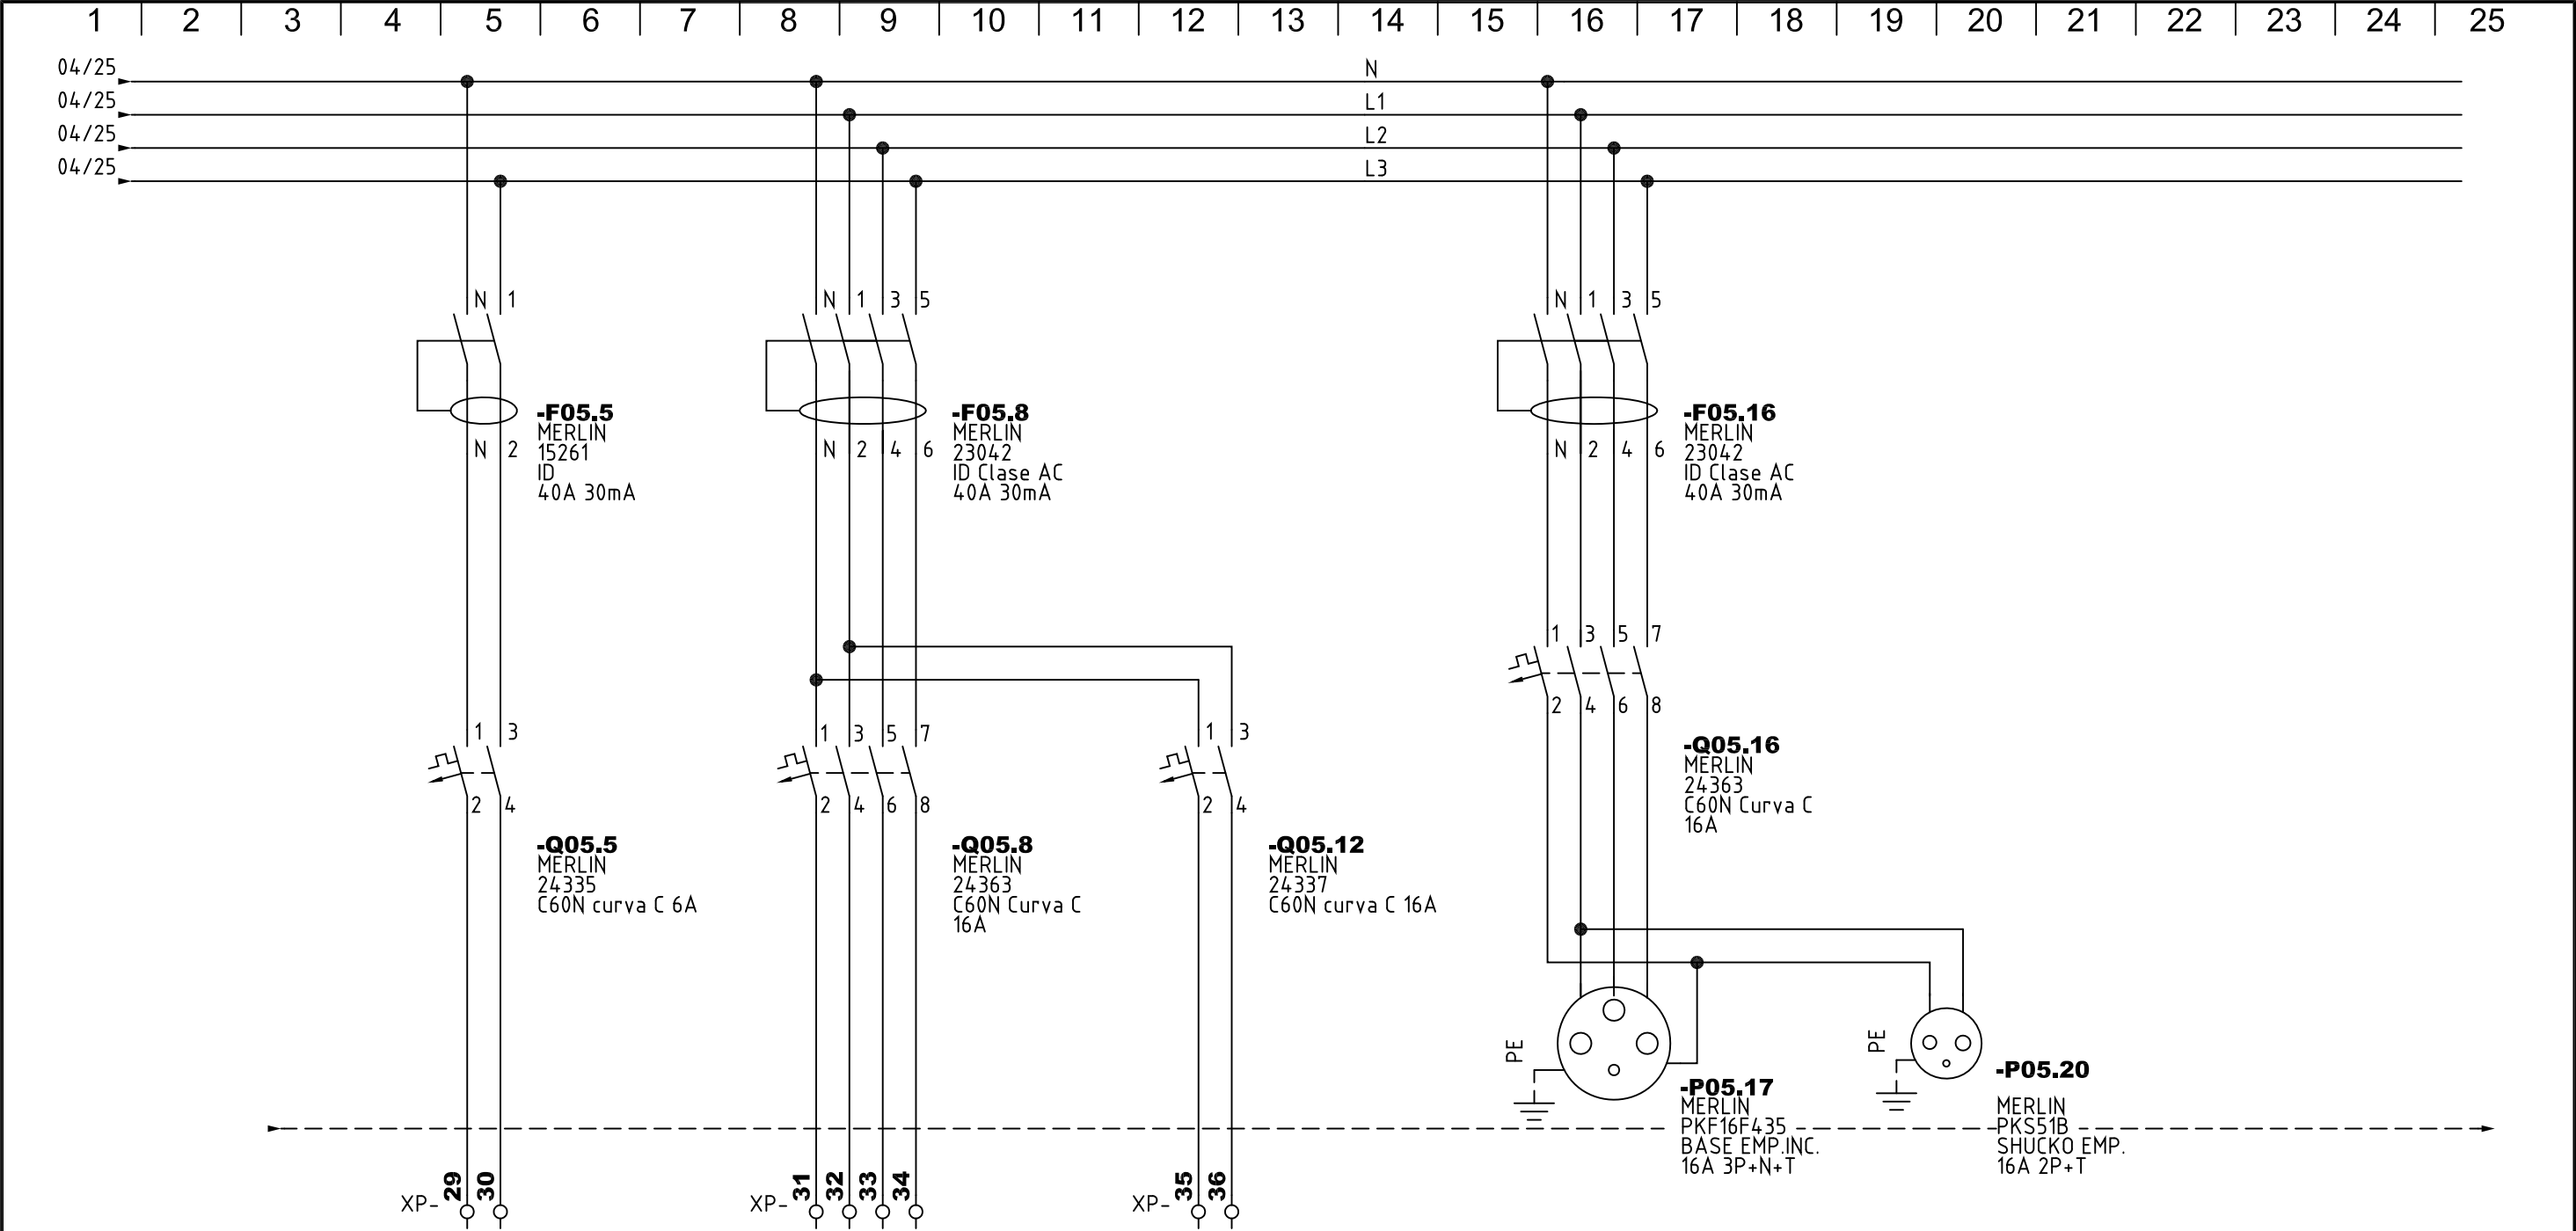 1 2 3 4 5 6 7 8 9 10 11 12 13 14 15 16 17 18 19 20 21 22 23 24 25
04/25 N
04/25 L1
04/25 L2
04/25 L3
N 1 N 1 3 5 N 1 3 5
-F05.5
MERLIN
15261
ID
40A 30mA
N 2
-F05.8
MERLIN
23042
ID Clase AC
40A 30mA
N 2 4 6
-F05.16
MERLIN
23042
ID Clase AC
40A 30mA
N 2 4 6
1 3 5 7
2 4 6 8
-Q05.16
MERLIN
24363
C60N Curva C
16A
1 3 1 3 5 7 1 3
2 4 2 4 6 8 2 4
-Q05.5
MERLIN
24335
C60N curva C 6A
-Q05.8
MERLIN
24363
C60N Curva C
16A
-Q05.12
MERLIN
24337
C60N curva C 16A
PE
-P05.17
MERLIN
PKF16F435
BASE EMP.INC.
16A 3P+N+T
PE
-P05.20
MERLIN
PKS51B
SHUCKO EMP.
16A 2P+T
XP- 29 30
XP- 31 32 33 34
XP- 35 36